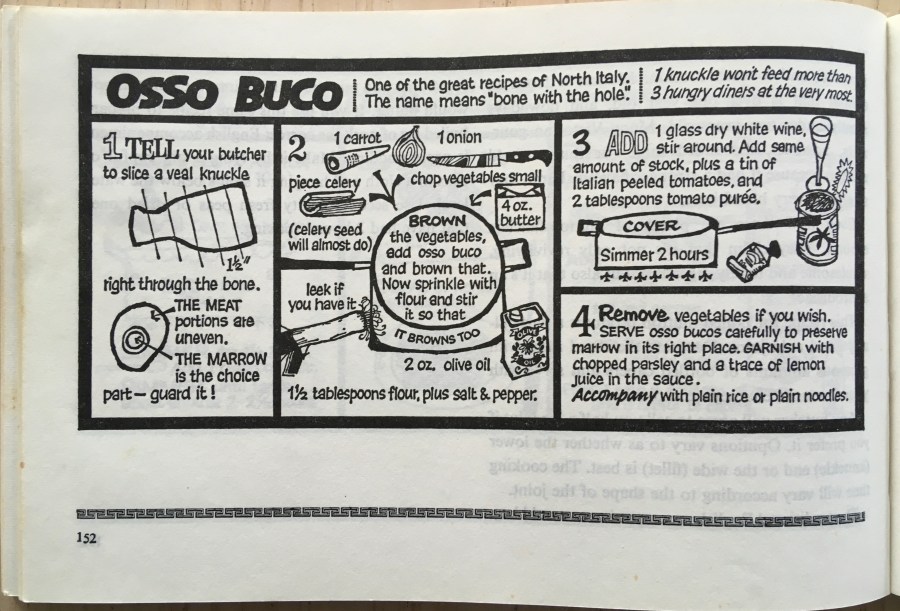 OSSO BUCO
One of the great recipes of North Italy.
The name means "bone with the hole".
1 knuckle won't feed more than
3 hungry diners at the very most.
1 TELL your butcher
to slice a veal knuckle
1½"
right through the bone.
THE MEAT
portions are
uneven.
THE MARROW
is the choice
part – guard it!
2
1 carrot
1 onion
piece celery
chop vegetables small
(celery seed
will almost do)
4 oz.
butter
leek if
you have it
BROWN
the vegetables,
add osso buco
and brown that.
Now sprinkle with
flour and stir
it so that
IT BROWNS TOO
OIL
2 oz. olive oil
1½ tablespoons flour, plus salt & pepper.
3 ADD 1 glass dry white wine,
stir around. Add same
amount of stock, plus a tin of
Italian peeled tomatoes, and
2 tablespoons tomato purée.
COVER
Simmer 2 hours
4 Remove vegetables if you wish.
SERVE osso bucos carefully to preserve
marrow in its right place. GARNISH with
chopped parsley and a trace of lemon
juice in the sauce.
Accompany with plain rice or plain noodles.
152